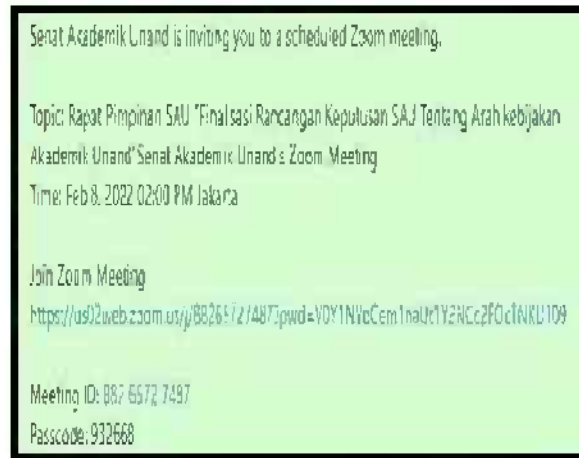 Senat Akademik Unand is inviting you to a scheduled Zoom meeting.
Topic: Rapat Pimpinan SAU "Finalisasi Rancangan Keputusan SAU Tentang Arah kebijakan
Akademik Unand" Senat Akademik Unand's Zoom Meeting
Time: Feb 8, 2022 02:00 PM Jakarta
Join Zoom Meeting
Meeting ID: 882 6572 7487
Passcode: 932668